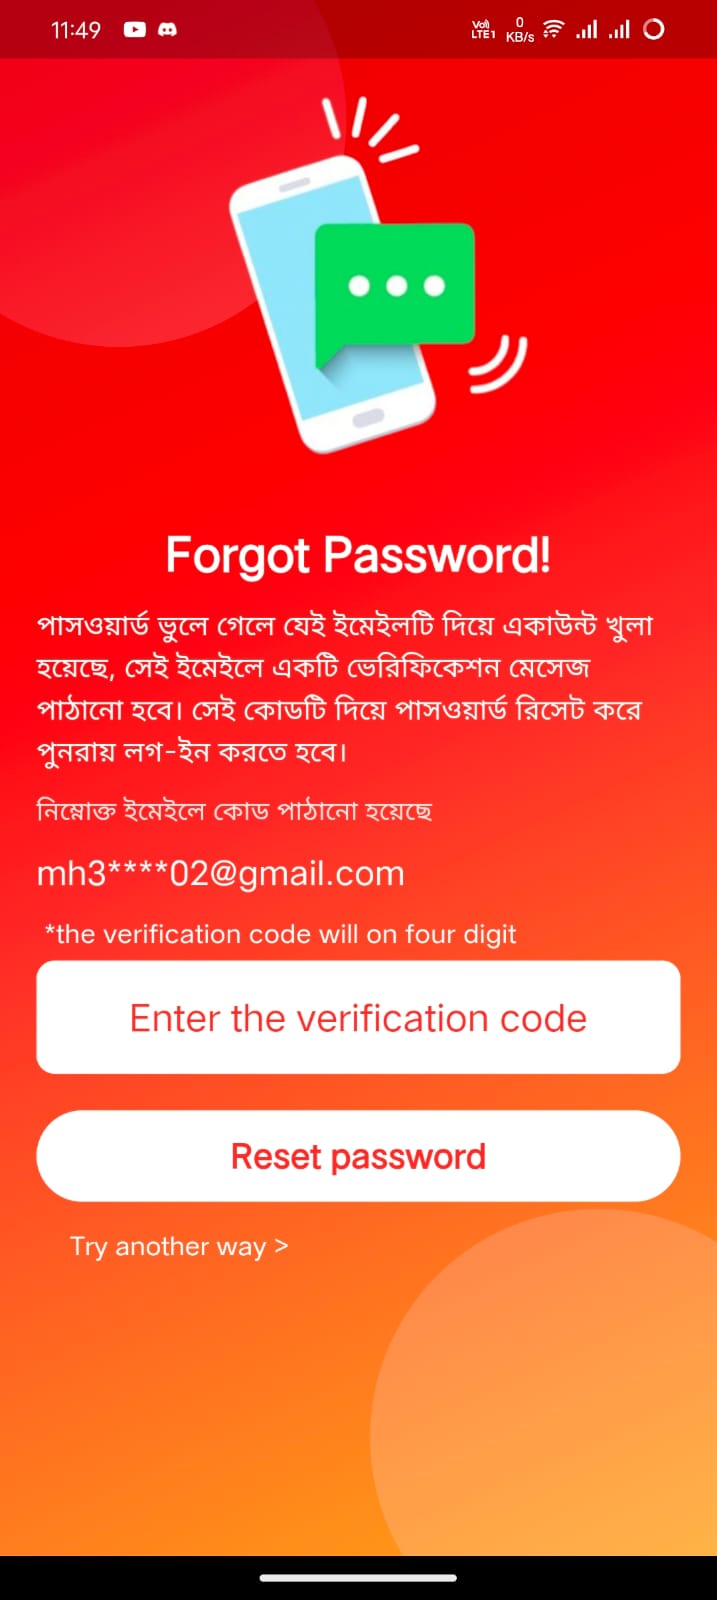 11:49
Vo) LTE1 0 KB/s
Forgot Password!
পাসওয়ার্ড ভুলে গেলে যেই ইমেইলটি দিয়ে একাউন্ট খুলা
হয়েছে, সেই ইমেইলে একটি ভেরিফিকেশন মেসেজ
পাঠানো হবে। সেই কোডটি দিয়ে পাসওয়ার্ড রিসেট করে
পুনরায় লগ-ইন করতে হবে।
নিম্নোক্ত ইমেইলে কোড পাঠানো হয়েছে
mh3****02@gmail.com
*the verification code will on four digit
Enter the verification code
Reset password
Try another way >